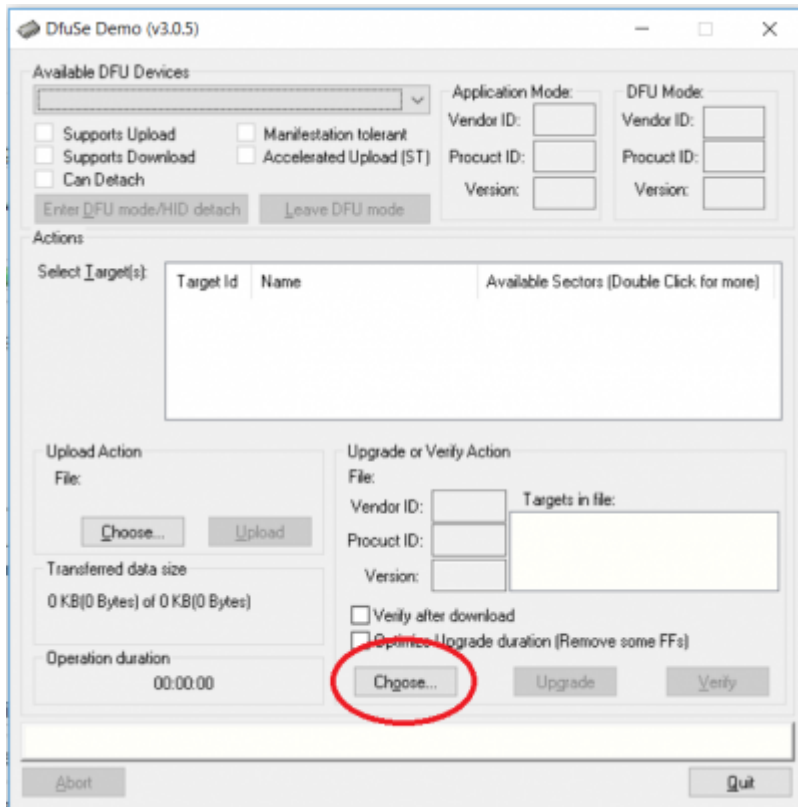 DfuSe Demo (v3.0.5)
Available DFU Devices
Supports Upload
Manifestation tolerant
Supports Download
Accelerated Upload (ST)
Can Detach
Enter DFU mode/HID detach
Leave DFU mode
Application Mode:
Vendor ID:
Procuct ID:
Version:
DFU Mode:
Vendor ID:
Procuct ID:
Version:
Actions
Select Target(s):
Target Id Name Available Sectors (Double Click for more)
Upload Action
File:
Choose...
Upload
Transferred data size
0 KB(0 Bytes) of 0 KB(0 Bytes)
Operation duration
00:00:00
Upgrade or Verify Action
File:
Vendor ID:
Procuct ID:
Version:
Targets in file:
Verify after download
Optimize Upgrade duration (Remove some FFs)
Choose...
Upgrade
Verify
Abort
Quit